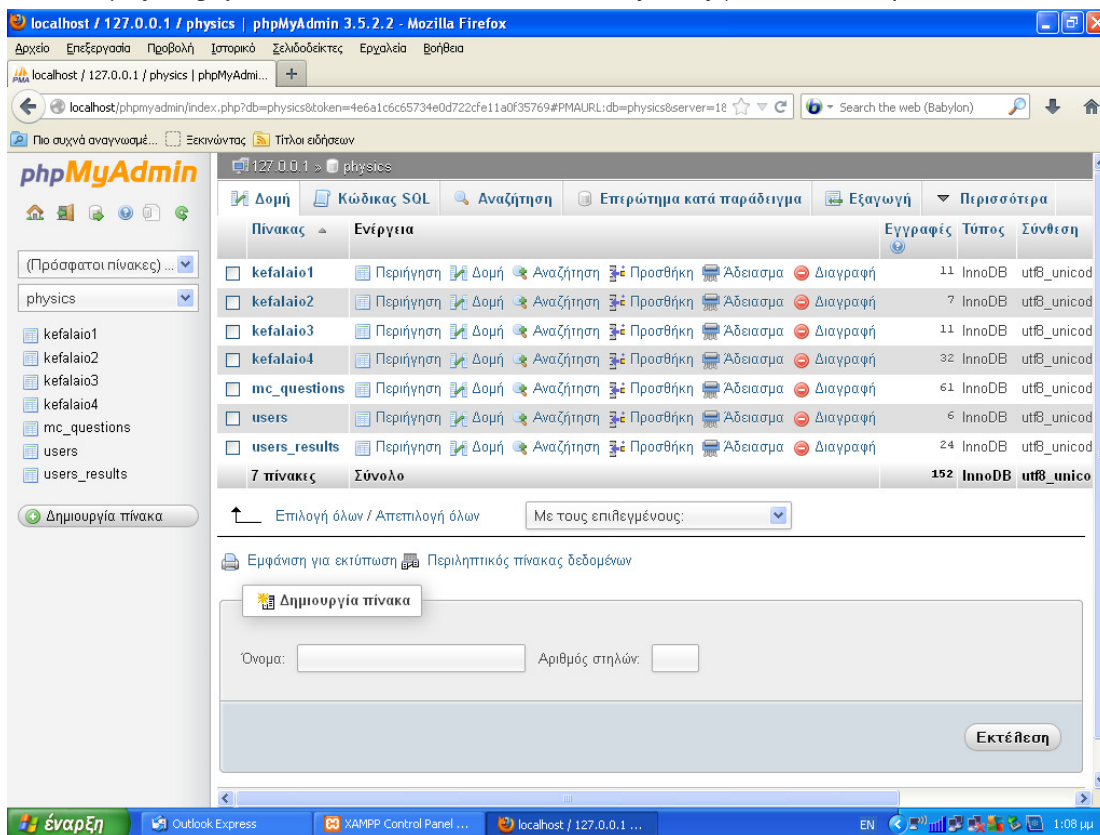 localhost / 127.0.0.1 / physics | phpMyAdmin 3.5.2.2 - Mozilla Firefox
Αρχείο Επεξεργασία Προβολή Ιστορικό Σελιδοδείκτες Εργαλεία Βοήθεια
localhost / 127.0.0.1 / physics | phpMyAdmi... +
localhost/phpmyadmin/index.php?db=physics&token=4e6a1c6c65734e0d722cfe11a0f35769#PMAURL:db=physics&server=18 Search the web (Babylon)
Πιο συχνά αναγνωσμέ... Ξεκινώντας Τίτλοι ειδήσεων
phpMyAdmin
(Πρόσφατοι πίνακες) ...
physics
kefalaio1
kefalaio2
kefalaio3
kefalaio4
mc_questions
users
users_results
Δημιουργία πίνακα
127.0.0.1 » physics
Δομή Κώδικας SQL Αναζήτηση Επερώτημα κατά παράδειγμα Εξαγωγή Περισσότερα
Πίνακας Ενέργεια Εγγραφές Τύπος Σύνθεση
kefalaio1 Περιήγηση Δομή Αναζήτηση Προσθήκη Άδειασμα Διαγραφή 11 InnoDB utf8_unicod
kefalaio2 Περιήγηση Δομή Αναζήτηση Προσθήκη Άδειασμα Διαγραφή 7 InnoDB utf8_unicod
kefalaio3 Περιήγηση Δομή Αναζήτηση Προσθήκη Άδειασμα Διαγραφή 11 InnoDB utf8_unicod
kefalaio4 Περιήγηση Δομή Αναζήτηση Προσθήκη Άδειασμα Διαγραφή 32 InnoDB utf8_unicod
mc_questions Περιήγηση Δομή Αναζήτηση Προσθήκη Άδειασμα Διαγραφή 61 InnoDB utf8_unicod
users Περιήγηση Δομή Αναζήτηση Προσθήκη Άδειασμα Διαγραφή 6 InnoDB utf8_unicod
users_results Περιήγηση Δομή Αναζήτηση Προσθήκη Άδειασμα Διαγραφή 24 InnoDB utf8_unicod
7 πίνακες Σύνολο 152 InnoDB utf8_unico
Επιλογή όλων / Απεπιλογή όλων Με τους επιλεγμένους:
Εμφάνιση για εκτύπωση Περιληπτικός πίνακας δεδομένων
Δημιουργία πίνακα
Όνομα: Αριθμός στηλών:
Εκτέλεση
έναρξη Outlook Express XAMPP Control Panel ... localhost / 127.0.0.1 ... EN 1:08 μμ